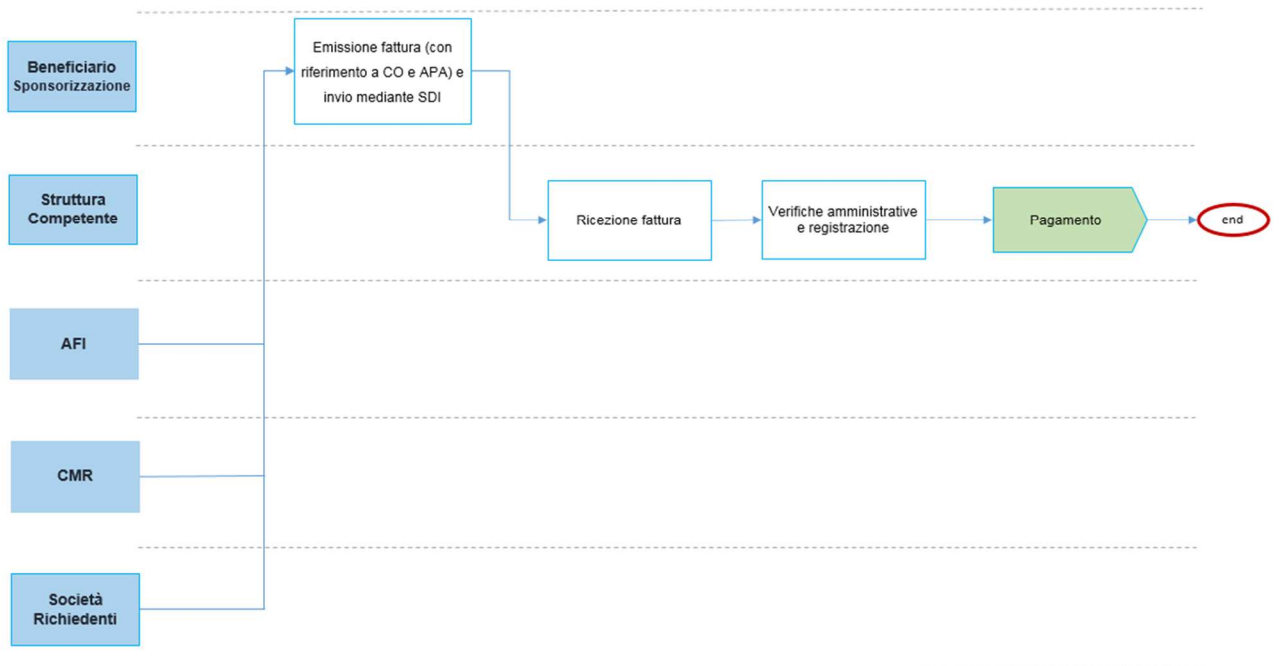 Beneficiario
Sponsorizzazione
Emissione fattura (con
riferimento a CO e APA) e
invio mediante SDI
Struttura
Competente
Ricezione fattura
Verifiche amministrative
e registrazione
Pagamento
end
AFI
CMR
Società
Richiedenti